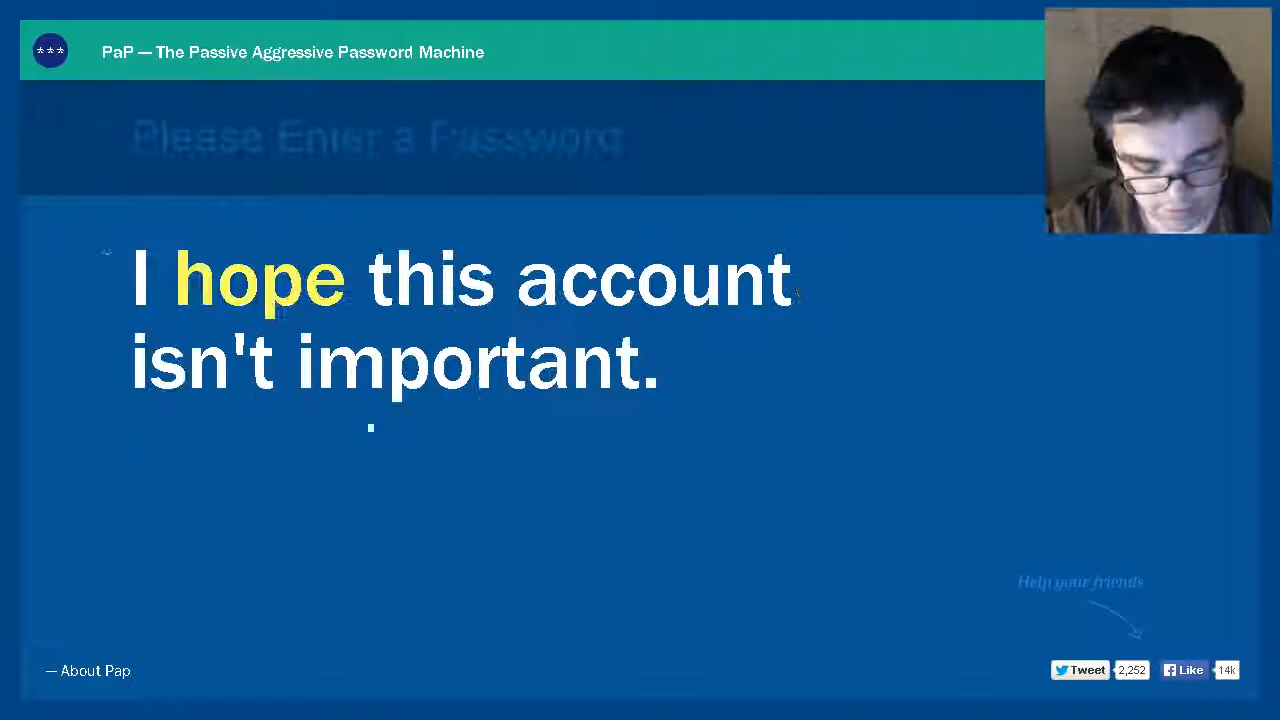 ***
PaP — The Passive Aggressive Password Machine
Please Enter a Password
I hope this account
isn't important.
Help your friends
— About Pap
Tweet 2,252 Like 14k